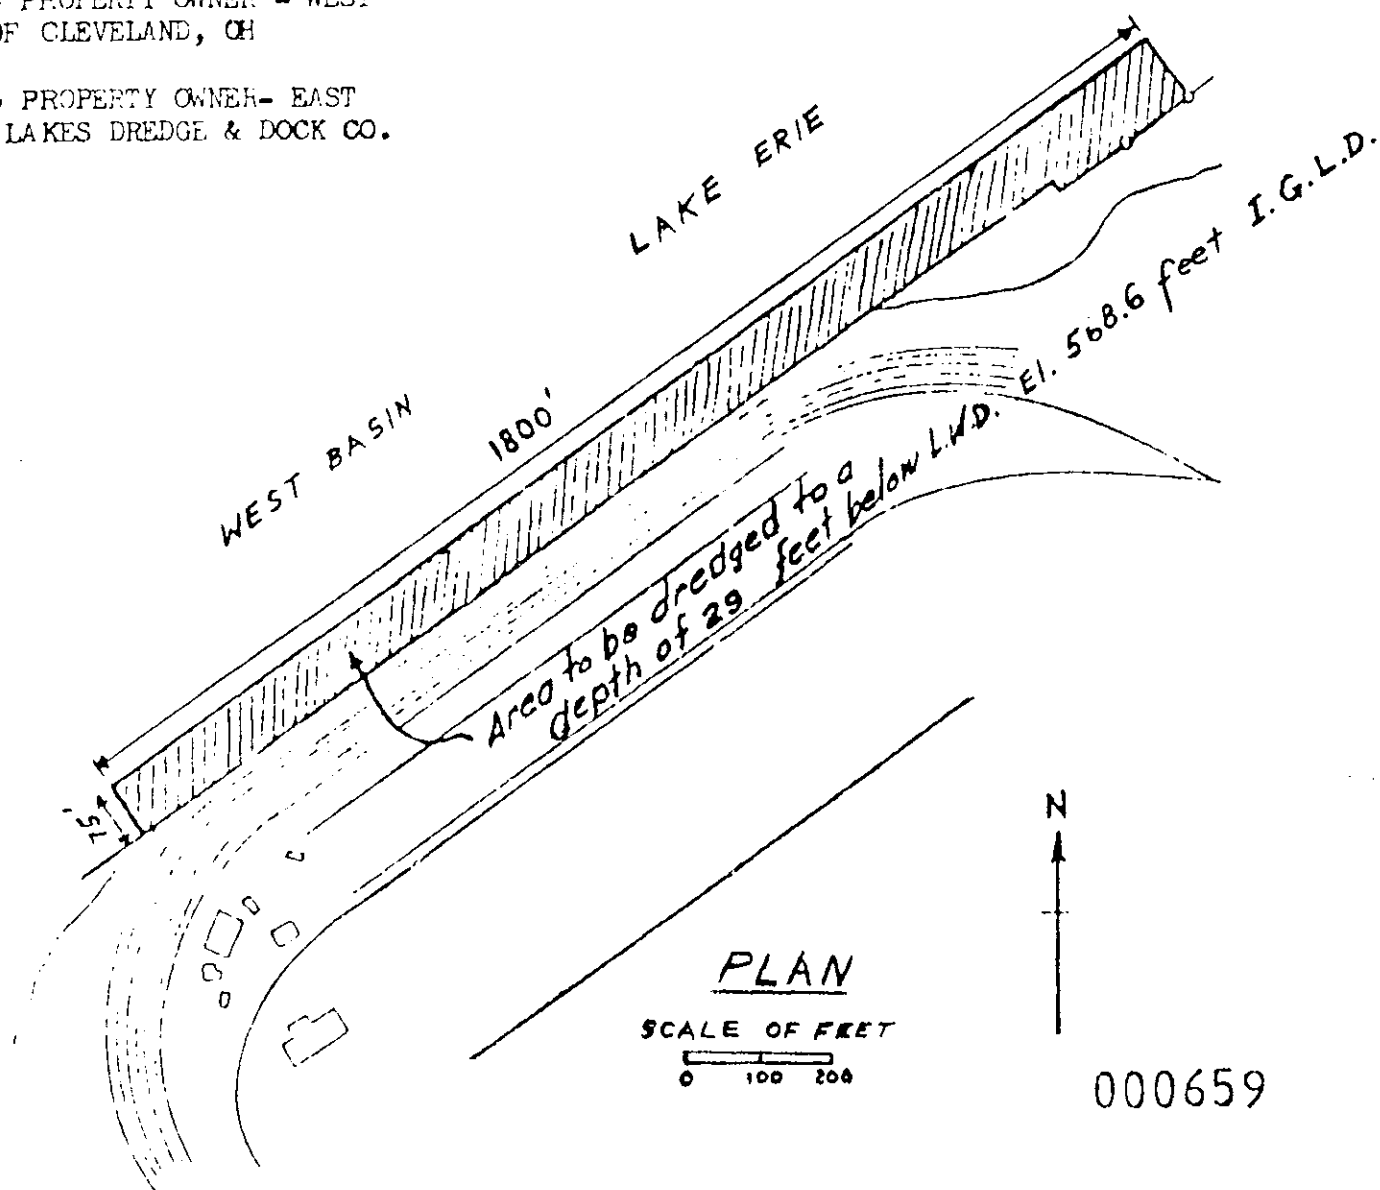 PROPERTY OWNER - WEST
OF CLEVELAND, OH
PROPERTY OWNER- EAST
LAKES DREDGE & DOCK CO.
LAKE ERIE
WEST BASIN
1800'
75'
Area to be dredged to a
depth of 29 feet below L.W.D. El. 568.6 feet I.G.L.D.
N
PLAN
SCALE OF FEET
0 100 200
000659